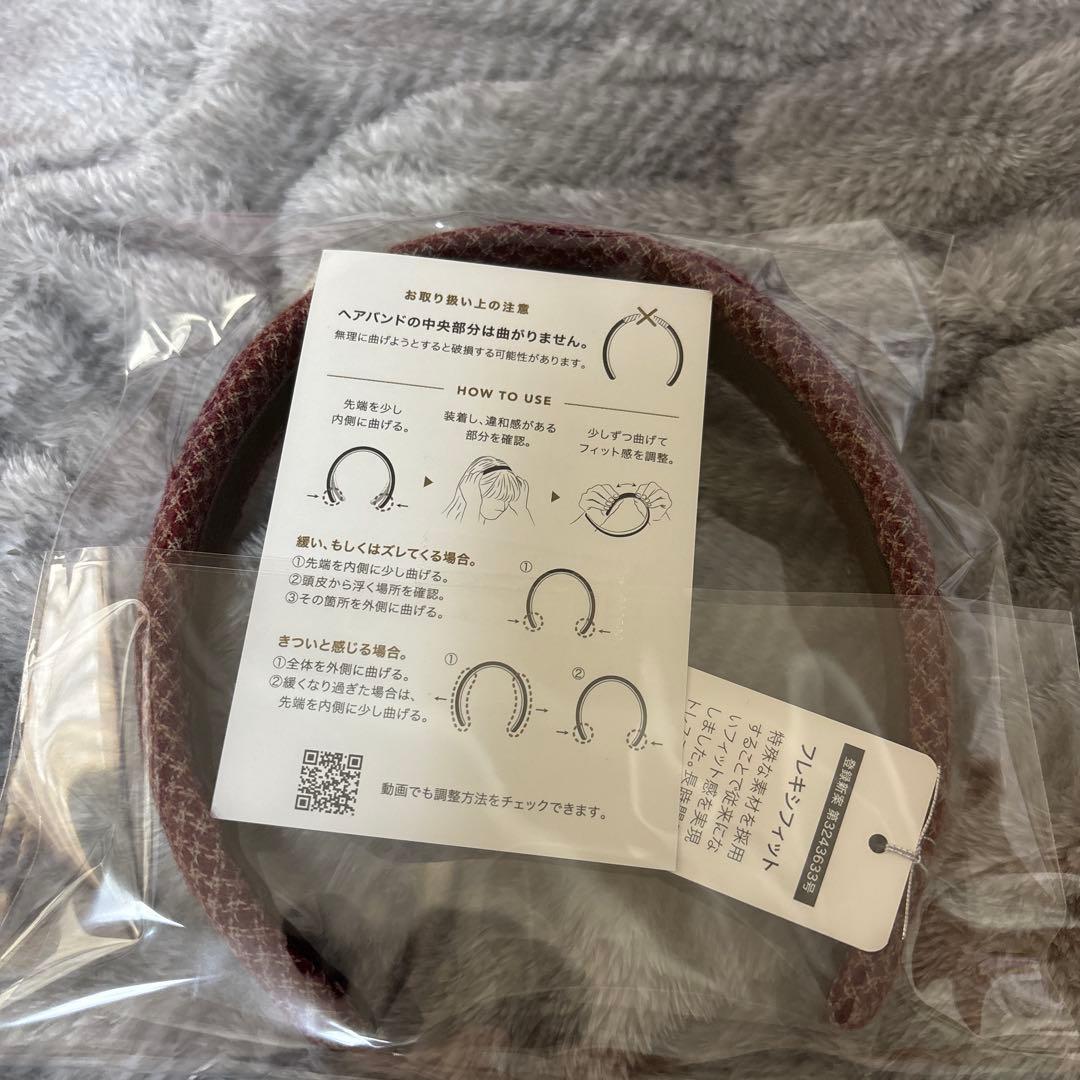 お取り扱い上の注意
ヘアバンドの中央部分は曲がりません。
無理に曲げようとすると破損する可能性があります。
HOW TO USE
先端を少し
内側に曲げる。
装着し、違和感がある
部分を確認。
少しずつ曲げて
フィット感を調整。
緩い、もしくはズレてくる場合。
①先端を内側に少し曲げる。
②頭皮から浮く場所を確認。
③その箇所を外側に曲げる。
①
きついと感じる場合。
①全体を外側に曲げる。
②緩くなり過ぎた場合は、
先端を内側に少し曲げる。
①
②
動画でも調整方法をチェックできます。
登録新案 第3243633号
フレキシフィット
特殊な素材を採用
することで従来にな
いフィット感を実現
しました。長時間